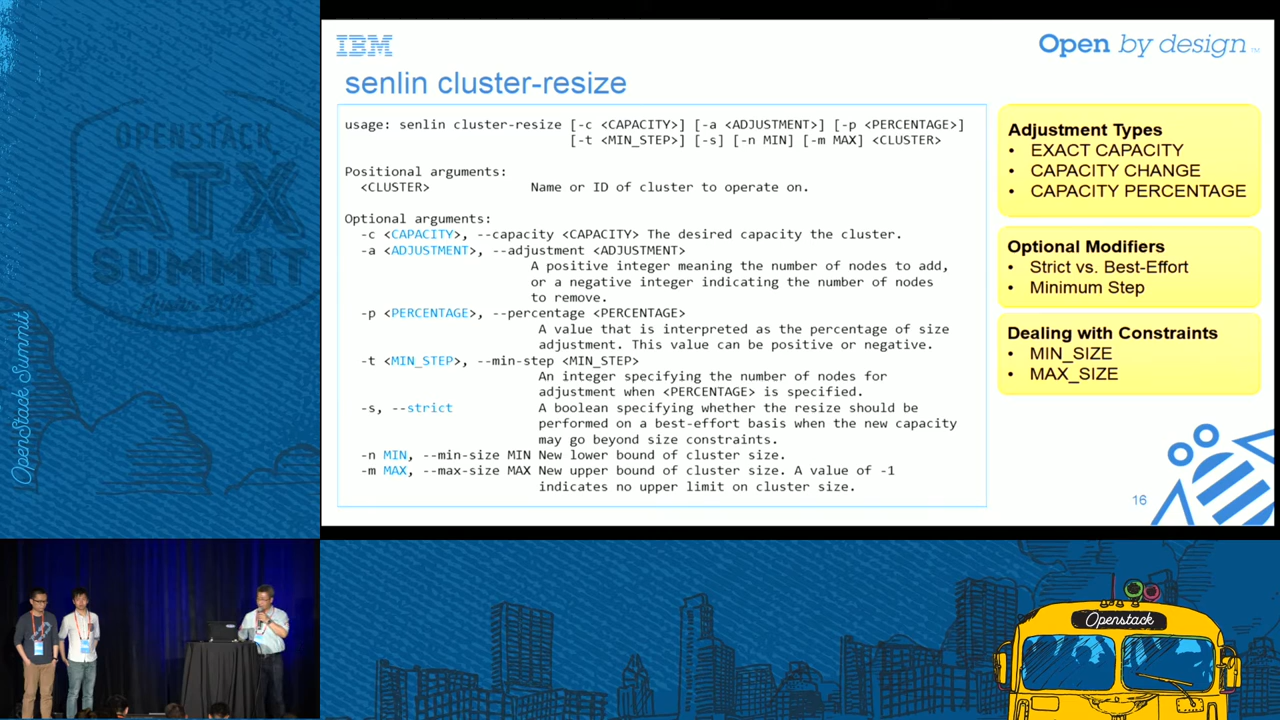 OPENSTACK
ATX
SUMMIT
Austin 2016
OpenStack Summit
IBM
Open by design
senlin cluster-resize
usage: senlin cluster-resize [-c <CAPACITY>] [-a <ADJUSTMENT>] [-p <PERCENTAGE>]
[-t <MIN_STEP>] [-s] [-n MIN] [-m MAX] <CLUSTER>
Positional arguments:
<CLUSTER> Name or ID of cluster to operate on.
Optional arguments:
-c <CAPACITY>, --capacity <CAPACITY> The desired capacity the cluster.
-a <ADJUSTMENT>, --adjustment <ADJUSTMENT>
A positive integer meaning the number of nodes to add,
or a negative integer indicating the number of nodes
to remove.
-p <PERCENTAGE>, --percentage <PERCENTAGE>
A value that is interpreted as the percentage of size
adjustment. This value can be positive or negative.
-t <MIN_STEP>, --min-step <MIN_STEP>
An integer specifying the number of nodes for
adjustment when <PERCENTAGE> is specified.
-s, --strict A boolean specifying whether the resize should be
performed on a best-effort basis when the new capacity
may go beyond size constraints.
-n MIN, --min-size MIN New lower bound of cluster size.
-m MAX, --max-size MAX New upper bound of cluster size. A value of -1
indicates no upper limit on cluster size.
Adjustment Types
• EXACT CAPACITY
• CAPACITY CHANGE
• CAPACITY PERCENTAGE
Optional Modifiers
• Strict vs. Best-Effort
• Minimum Step
Dealing with Constraints
• MIN_SIZE
• MAX_SIZE
16
Openstack